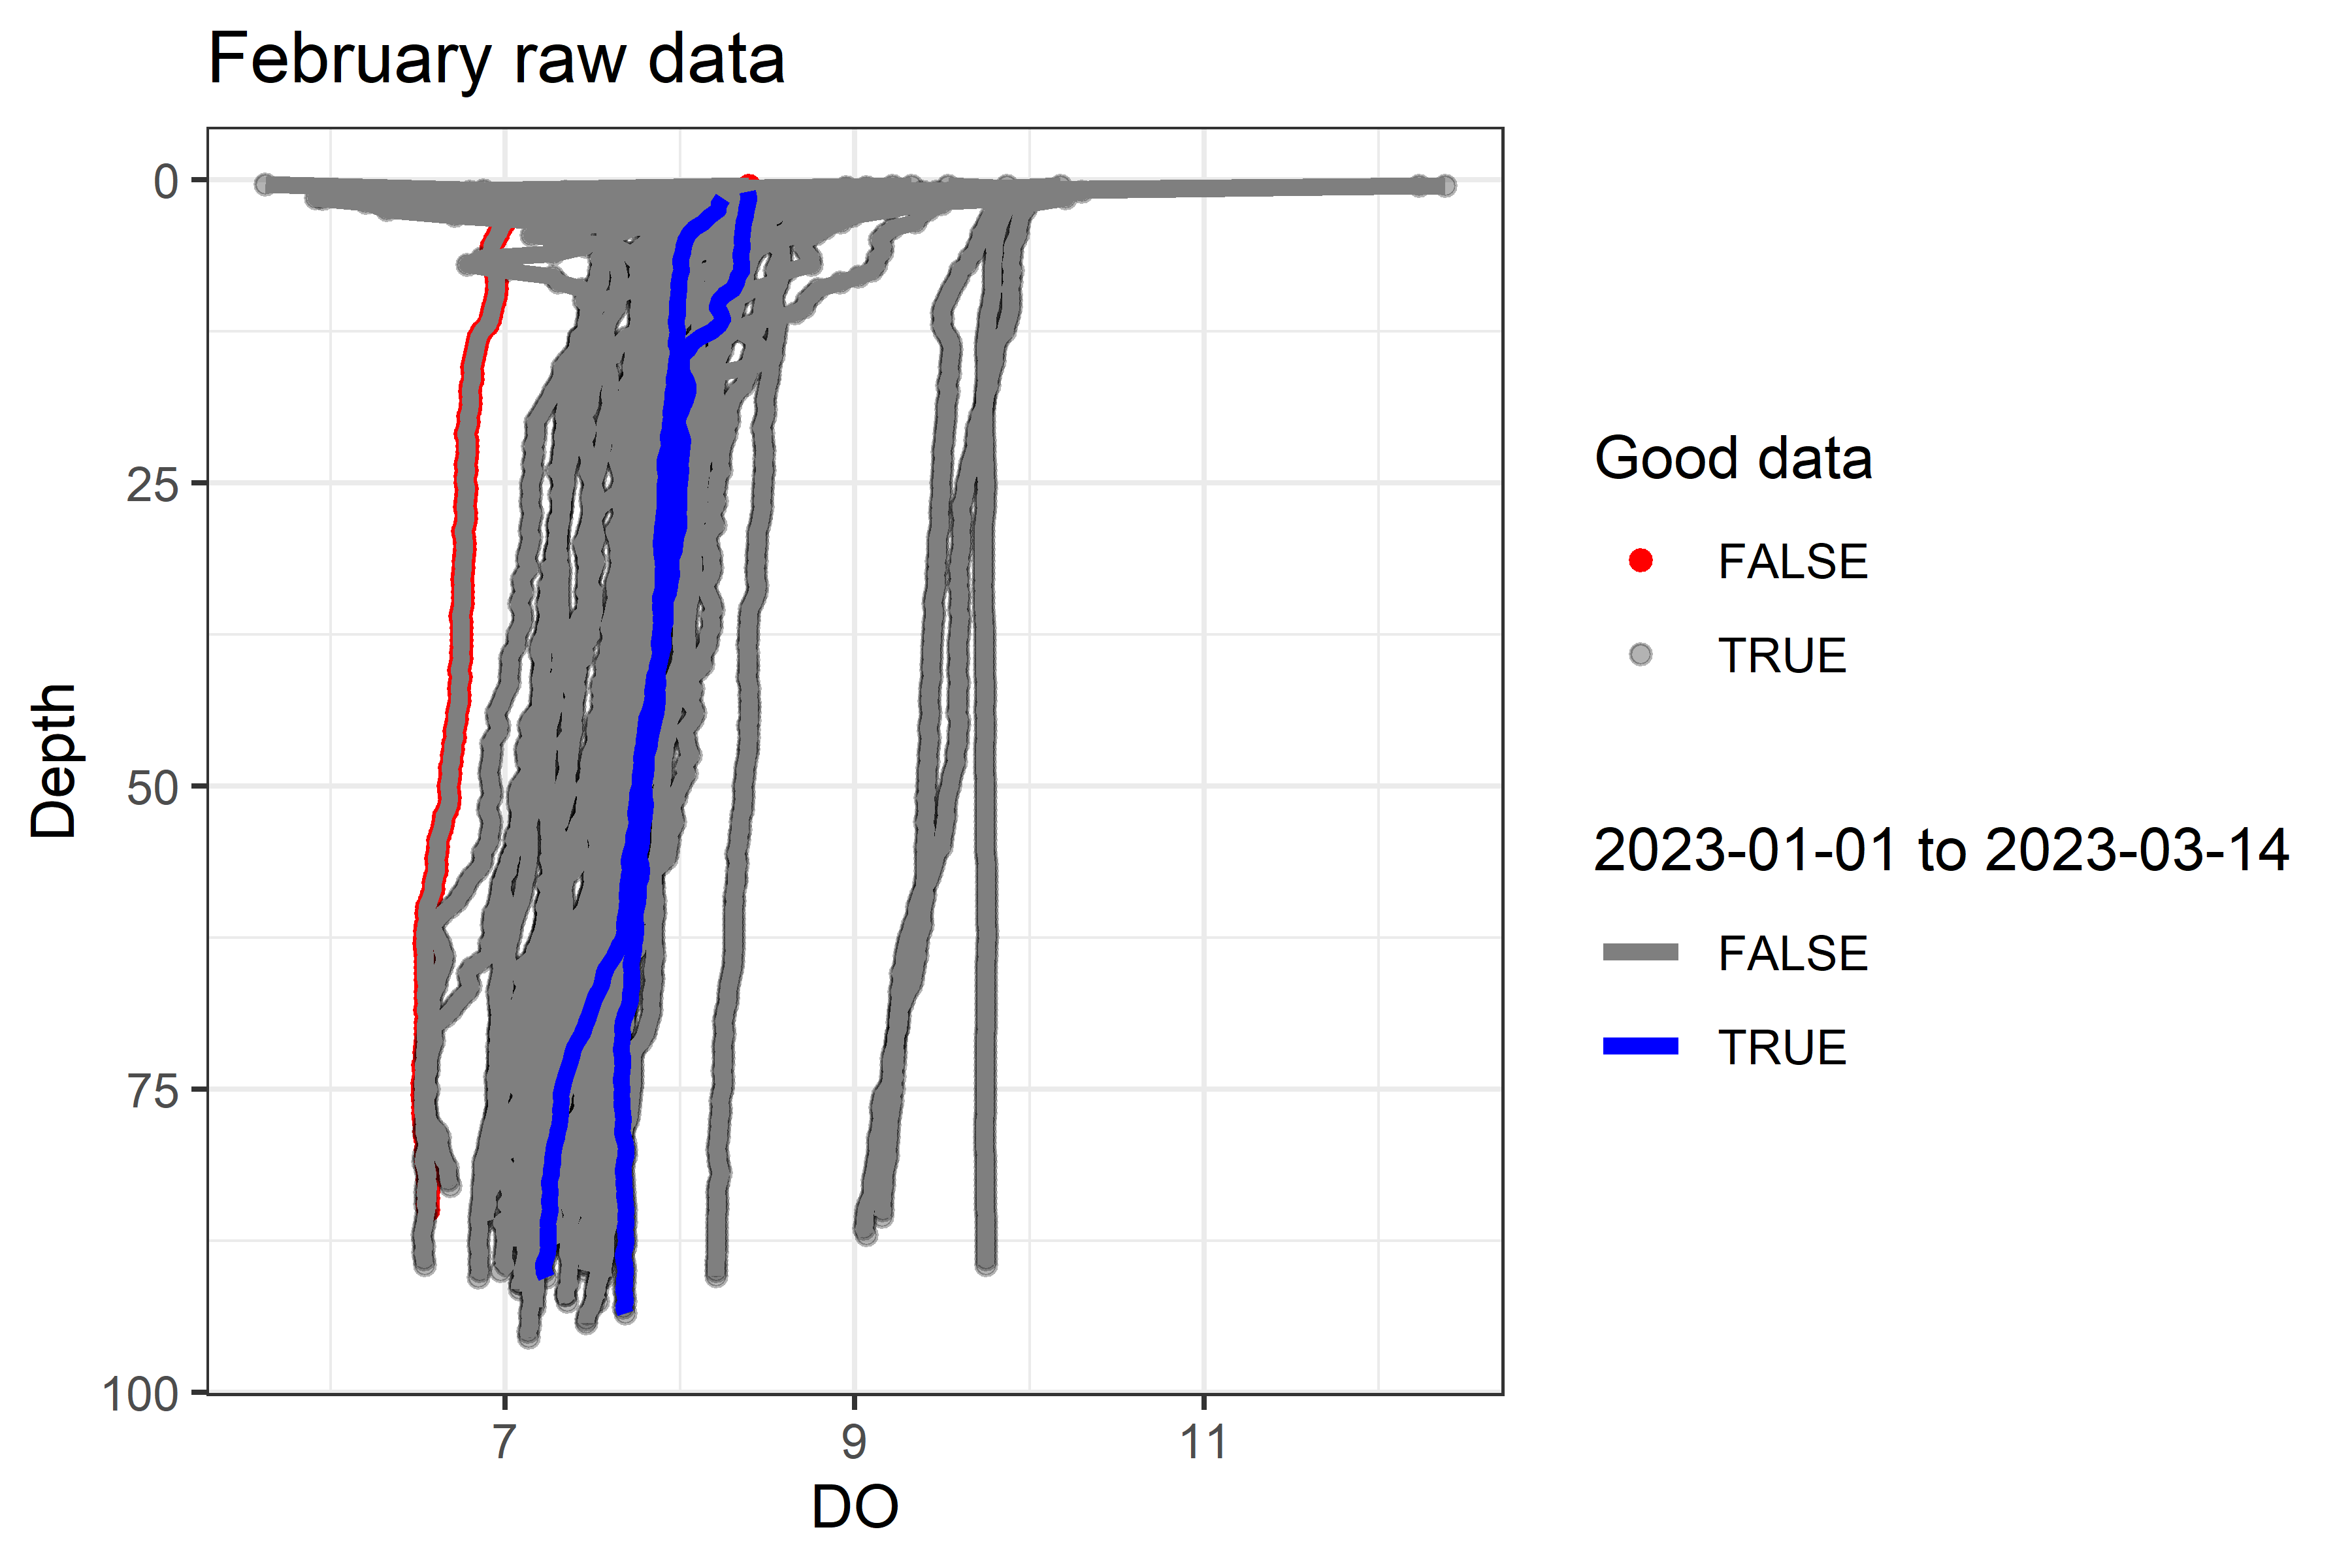 February raw data
0
25
50
75
100
Depth
7
9
11
DO
Good data
FALSE
TRUE
2023-01-01 to 2023-03-14
FALSE
TRUE